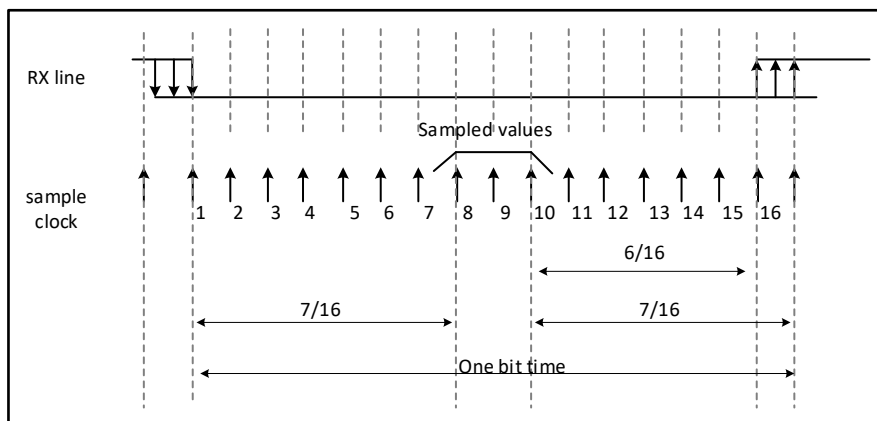 RX line
Sampled values
sample
clock
1 2 3 4 5 6 7 8 9 10 11 12 13 14 15 16
6/16
7/16 7/16
One bit time